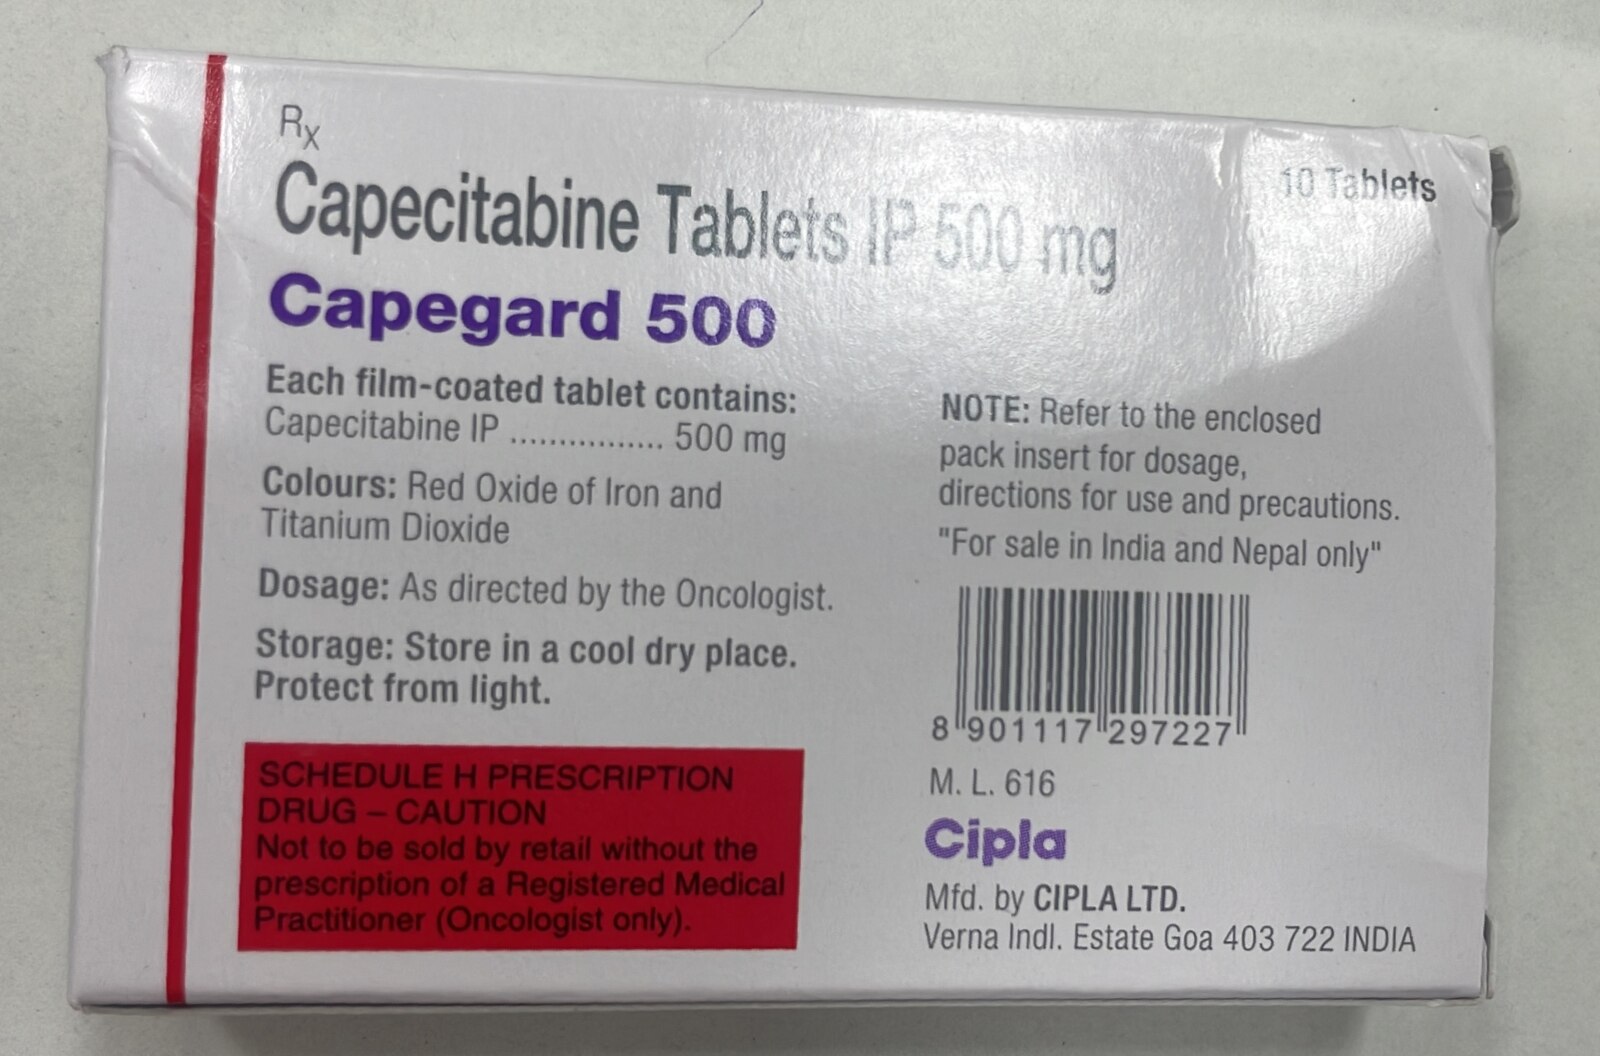 Rx
Capecitabine Tablets IP 500 mg
10 Tablets
Capegard 500
Each film-coated tablet contains:
Capecitabine IP ................ 500 mg
Colours: Red Oxide of Iron and
Titanium Dioxide
Dosage: As directed by the Oncologist.
Storage: Store in a cool dry place.
Protect from light.
SCHEDULE H PRESCRIPTION
DRUG – CAUTION
Not to be sold by retail without the
prescription of a Registered Medical
Practitioner (Oncologist only).
NOTE: Refer to the enclosed
pack insert for dosage,
directions for use and precautions.
"For sale in India and Nepal only"
8 901117 297227
M. L. 616
Cipla
Mfd. by CIPLA LTD.
Verna Indl. Estate Goa 403 722 INDIA